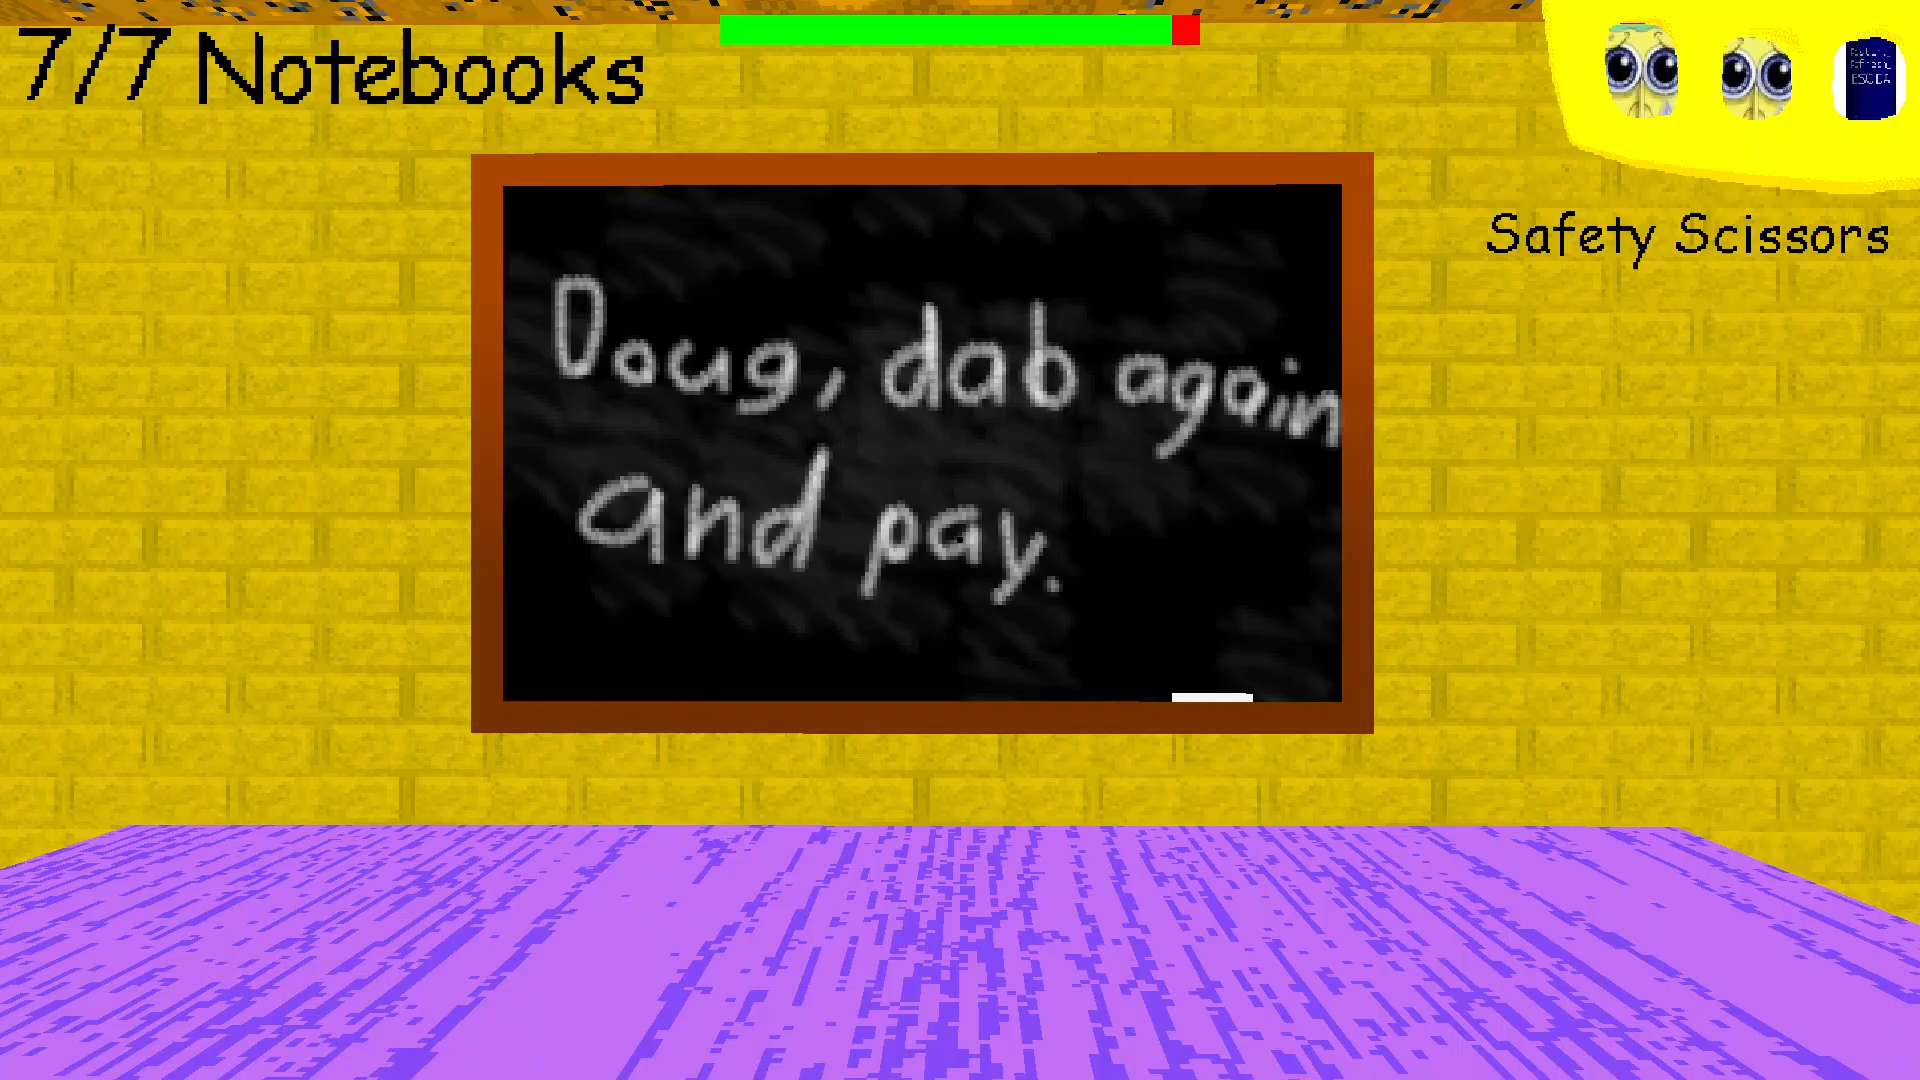 7/7 Notebooks
Safety Scissors
Doug, dab again
and pay.